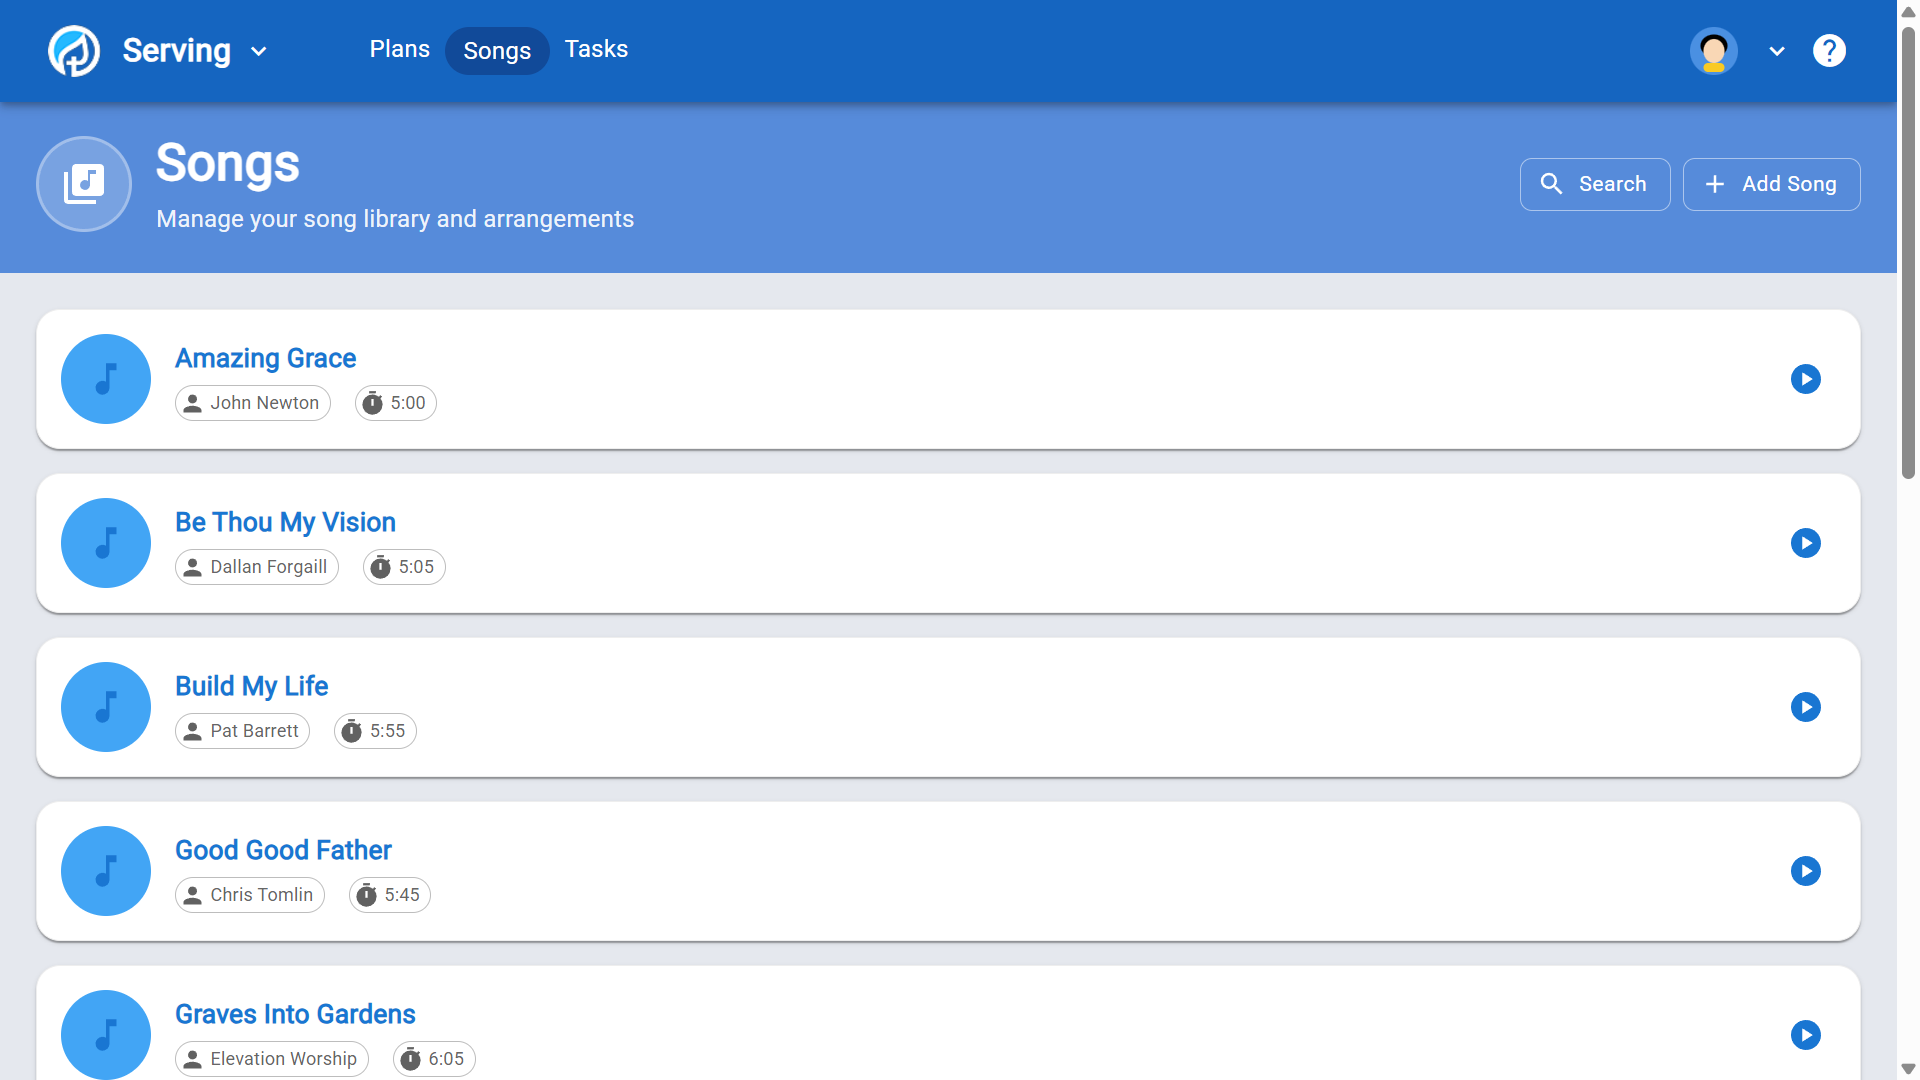 Serving
Plans
Songs
Tasks
Songs
Manage your song library and arrangements
Search
Add Song
Amazing Grace
John Newton
5:00
Be Thou My Vision
Dallan Forgaill
5:05
Build My Life
Pat Barrett
5:55
Good Good Father
Chris Tomlin
5:45
Graves Into Gardens
Elevation Worship
6:05